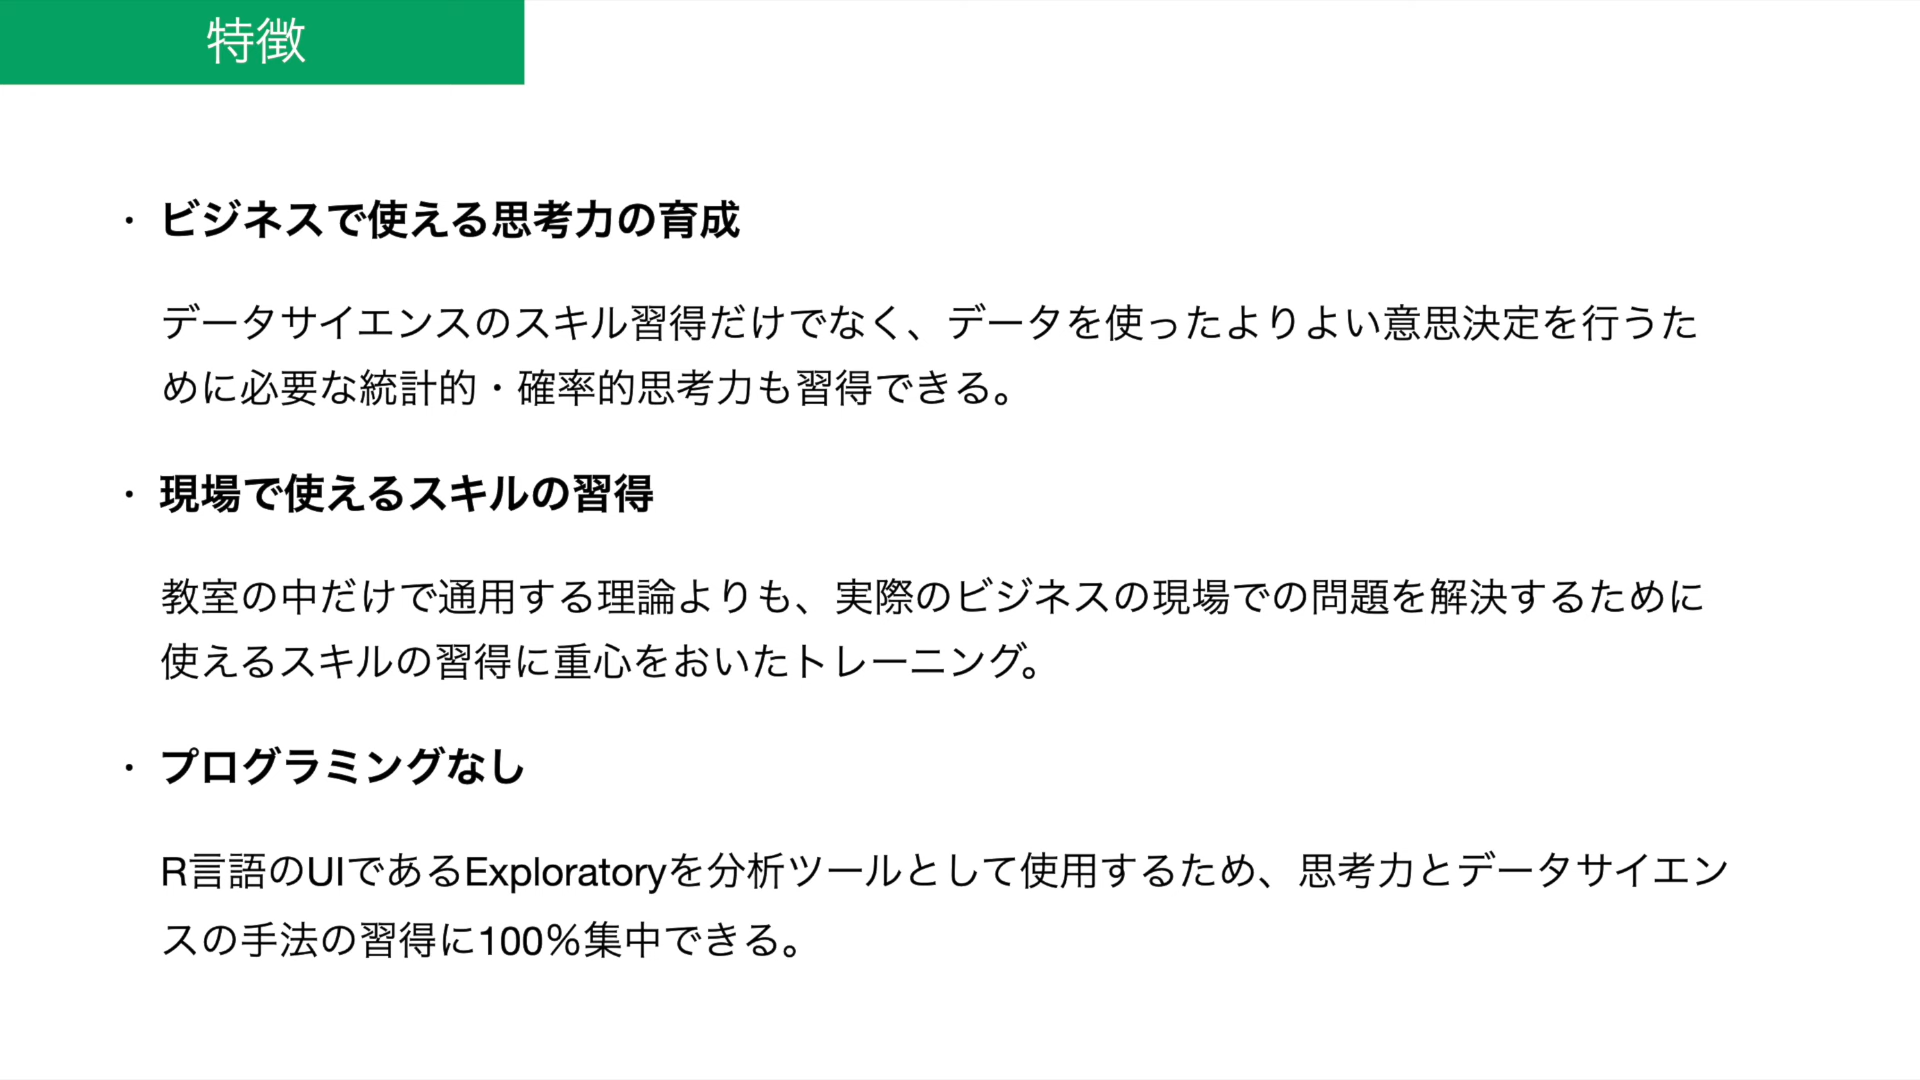 特徴
・ ビジネスで使える思考力の育成
データサイエンスのスキル習得だけでなく、データを使ったよりよい意思決定を行うた
めに必要な統計的・確率的思考力も習得できる。
・ 現場で使えるスキルの習得
教室の中だけで通用する理論よりも、実際のビジネスの現場での問題を解決するために
使えるスキルの習得に重心をおいたトレーニング。
・ プログラミングなし
R言語のUIであるExploratoryを分析ツールとして使用するため、思考力とデータサイエン
スの手法の習得に100%集中できる。